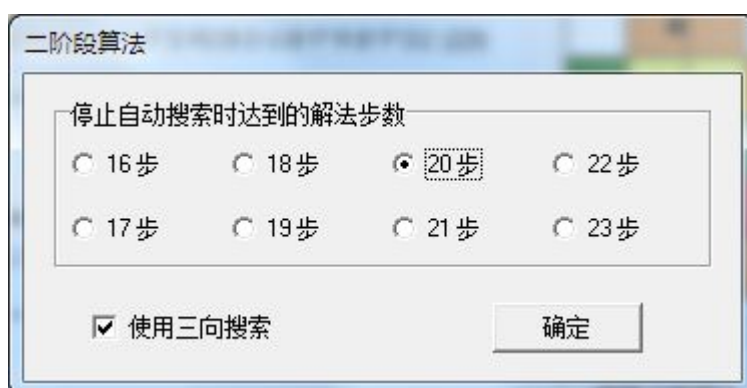 二阶段算法
停止自动搜索时达到的解法步数
16步 18步 20步 22步
17步 19步 21步 23步
使用三向搜索 确定